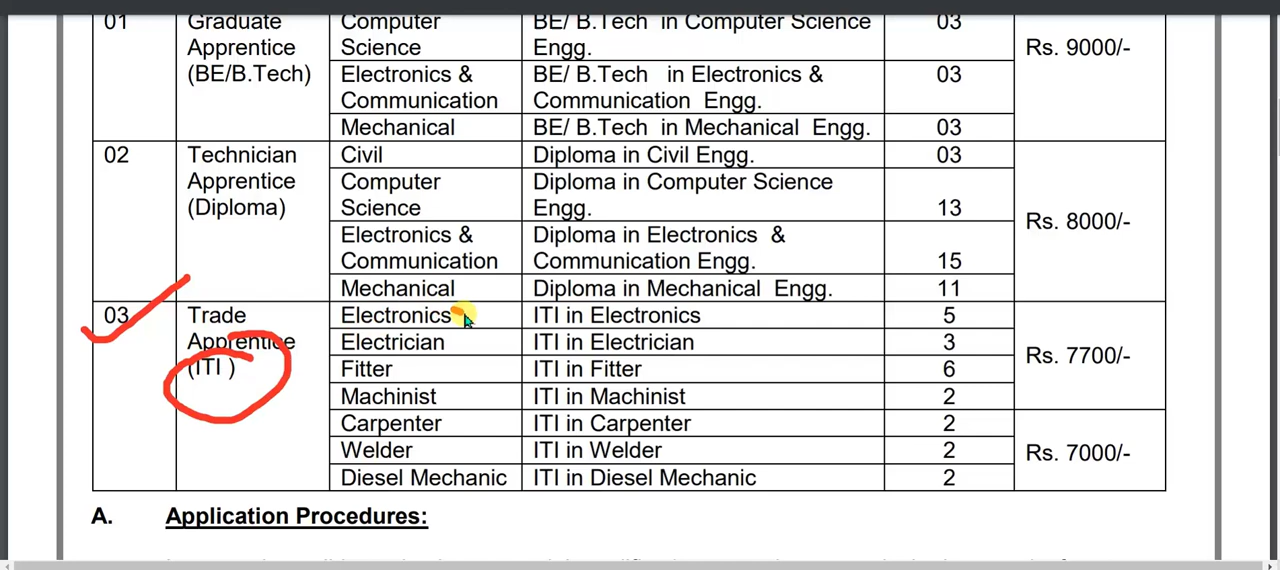 01 Graduate Computer BE/ B.Tech in Computer Science 03
Apprentice Science Engg. Rs. 9000/-
(BE/B.Tech) Electronics & BE/ B.Tech in Electronics & 03
Communication Communication Engg.
Mechanical BE/ B.Tech in Mechanical Engg. 03
02 Technician Civil Diploma in Civil Engg. 03
Apprentice Computer Diploma in Computer Science
(Diploma) Science Engg. 13 Rs. 8000/-
Electronics & Diploma in Electronics &
Communication Communication Engg. 15
Mechanical Diploma in Mechanical Engg. 11
03 Trade Electronics ITI in Electronics 5
Apprentice Electrician ITI in Electrician 3 Rs. 7700/-
(ITI ) Fitter ITI in Fitter 6
Machinist ITI in Machinist 2
Carpenter ITI in Carpenter 2
Welder ITI in Welder 2 Rs. 7000/-
Diesel Mechanic ITI in Diesel Mechanic 2
A. Application Procedures: